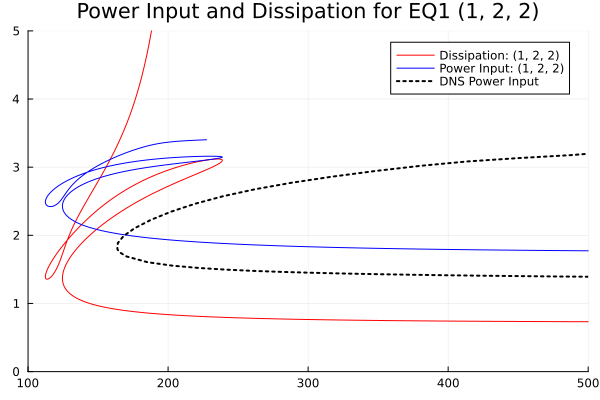 Power Input and Dissipation for EQ1 (1, 2, 2)
5
Dissipation: (1, 2, 2)
Power Input: (1, 2, 2)
DNS Power Input
4
3
2
1
0
100 200 300 400 500